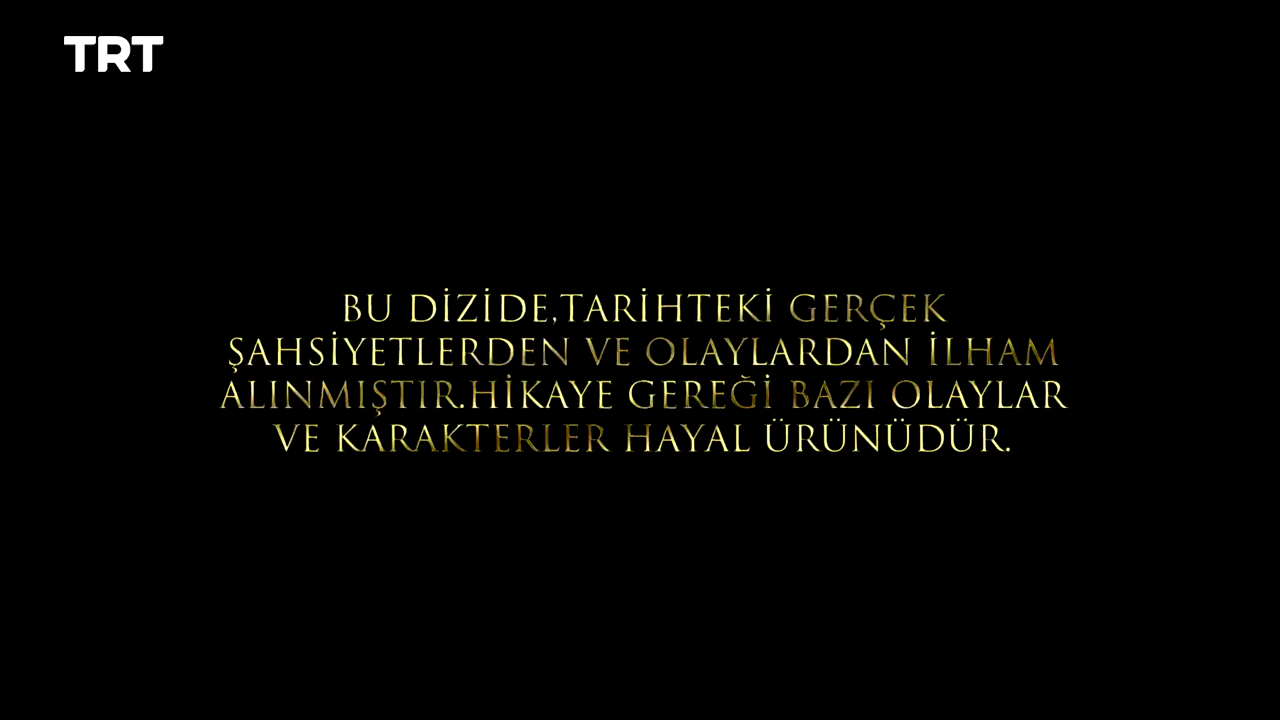 TRT
BU DİZİDE,TARİHTEKİ GERÇEK
ŞAHSİYETLERDEN VE OLAYLARDAN İLHAM
ALINMIŞTIR.HİKAYE GEREĞİ BAZI OLAYLAR
VE KARAKTERLER HAYAL ÜRÜNÜDÜR.